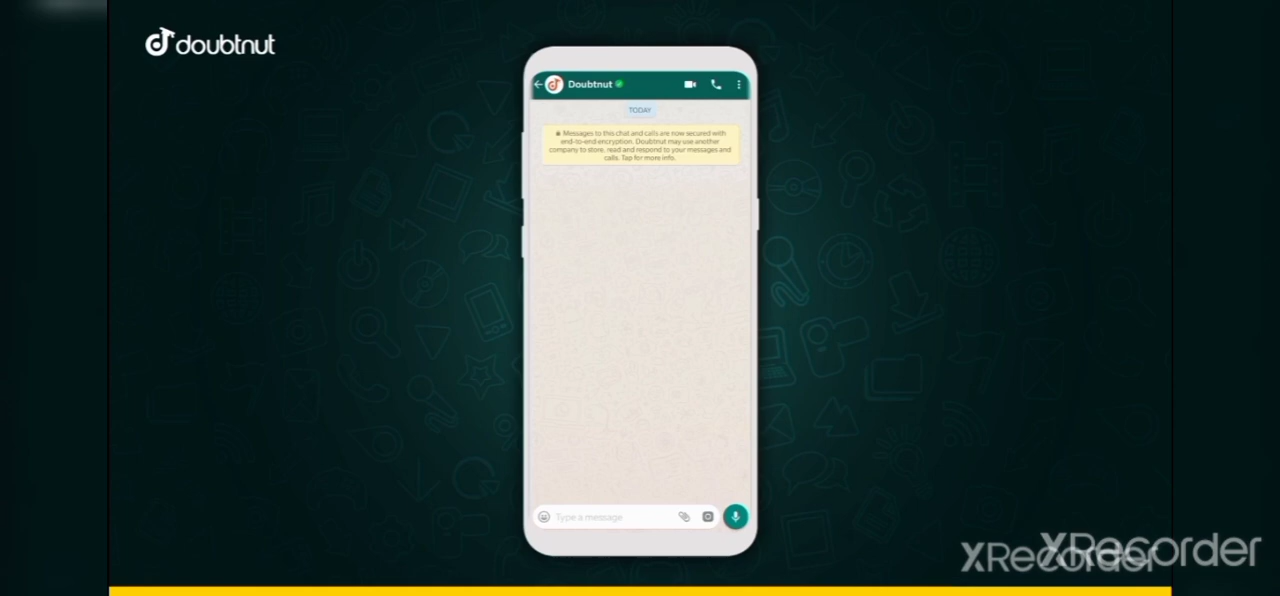 doubtnut
Doubtnut
TODAY
Messages to this chat and calls are now secured with
end-to-end encryption. Doubtnut may use another
company to store, read and respond to your messages and
calls. Tap for more info.
Type a message
XRecorder
XRecorder